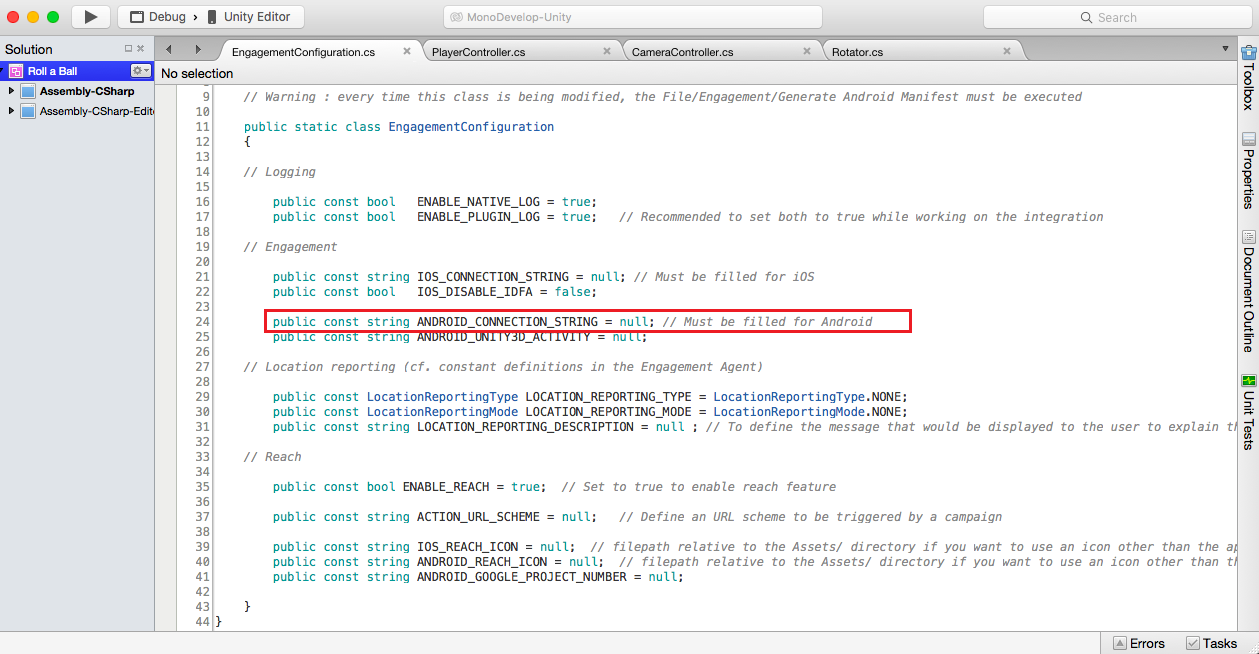 Debug › Unity Editor
MonoDevelop-Unity
Search
Solution
Roll a Ball
Assembly-CSharp
Assembly-CSharp-Edit
EngagementConfiguration.cs
PlayerController.cs
CameraController.cs
Rotator.cs
No selection
9 // Warning : every time this class is being modified, the File/Engagement/Generate Android Manifest must be executed
10
11 public static class EngagementConfiguration
12 {
13
14 // Logging
15
16 public const bool ENABLE_NATIVE_LOG = true;
17 public const bool ENABLE_PLUGIN_LOG = true; // Recommended to set both to true while working on the integration
18
19 // Engagement
20
21 public const string IOS_CONNECTION_STRING = null; // Must be filled for iOS
22 public const bool IOS_DISABLE_IDFA = false;
23
24 public const string ANDROID_CONNECTION_STRING = null; // Must be filled for Android
25 public const string ANDROID_UNITY3D_ACTIVITY = null;
26
27 // Location reporting (cf. constant definitions in the Engagement Agent)
28
29 public const LocationReportingType LOCATION_REPORTING_TYPE = LocationReportingType.NONE;
30 public const LocationReportingMode LOCATION_REPORTING_MODE = LocationReportingMode.NONE;
31 public const string LOCATION_REPORTING_DESCRIPTION = null ; // To define the message that would be displayed to the user to explain th
32
33 // Reach
34
35 public const bool ENABLE_REACH = true; // Set to true to enable reach feature
36
37 public const string ACTION_URL_SCHEME = null; // Define an URL scheme to be triggered by a campaign
38
39 public const string IOS_REACH_ICON = null; // filepath relative to the Assets/ directory if you want to use an icon other than the ap
40 public const string ANDROID_REACH_ICON = null; // filepath relative to the Assets/ directory if you want to use an icon other than th
41 public const string ANDROID_GOOGLE_PROJECT_NUMBER = null;
42
43 }
44 }
Toolbox
Properties
Document Outline
Unit Tests
Errors
Tasks